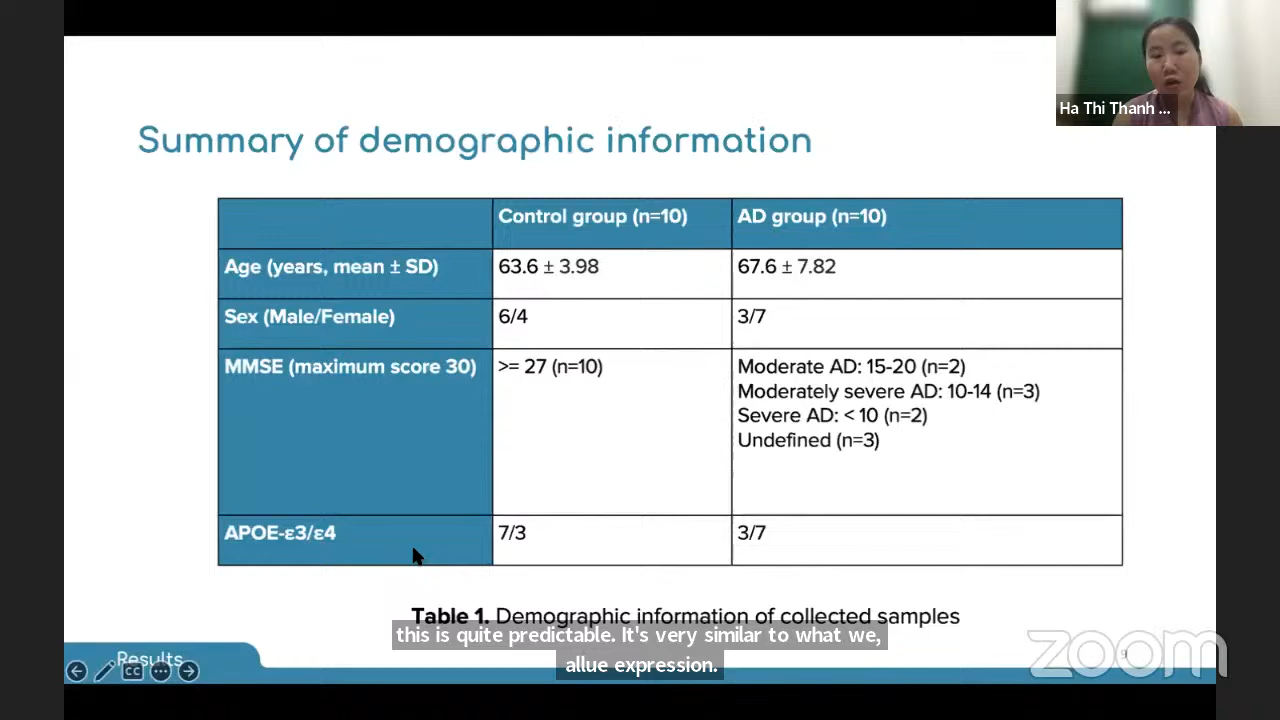 Ha Thi Thanh ...
Summary of demographic information
Control group (n=10)
AD group (n=10)
Age (years, mean ± SD)
63.6 ± 3.98
67.6 ± 7.82
Sex (Male/Female)
6/4
3/7
MMSE (maximum score 30)
>= 27 (n=10)
Moderate AD: 15-20 (n=2)
Moderately severe AD: 10-14 (n=3)
Severe AD: < 10 (n=2)
Undefined (n=3)
APOE-ε3/ε4
7/3
3/7
Table 1. Demographic information of collected samples
this is quite predictable. It's very similar to what we,
allue expression.
Results
CC
9
zoom